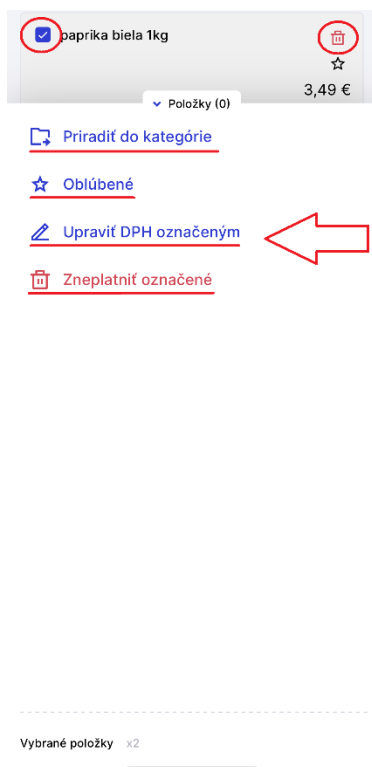 paprika biela 1kg
3,49 €
Položky (0)
Priradiť do kategórie
Obľúbené
Upraviť DPH označeným
Zneplatniť označené
Vybrané položky x2